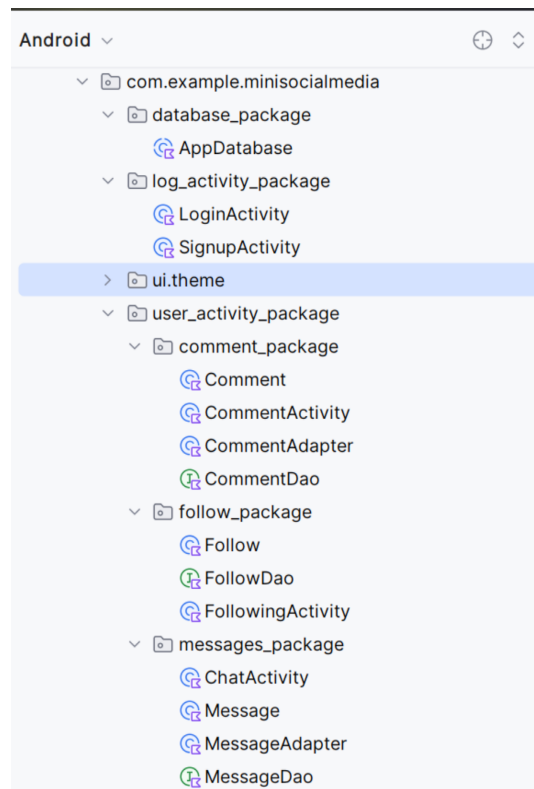 Android
com.example.minisocialmedia
database_package
AppDatabase
log_activity_package
LoginActivity
SignupActivity
ui.theme
user_activity_package
comment_package
Comment
CommentActivity
CommentAdapter
CommentDao
follow_package
Follow
FollowDao
FollowingActivity
messages_package
ChatActivity
Message
MessageAdapter
MessageDao